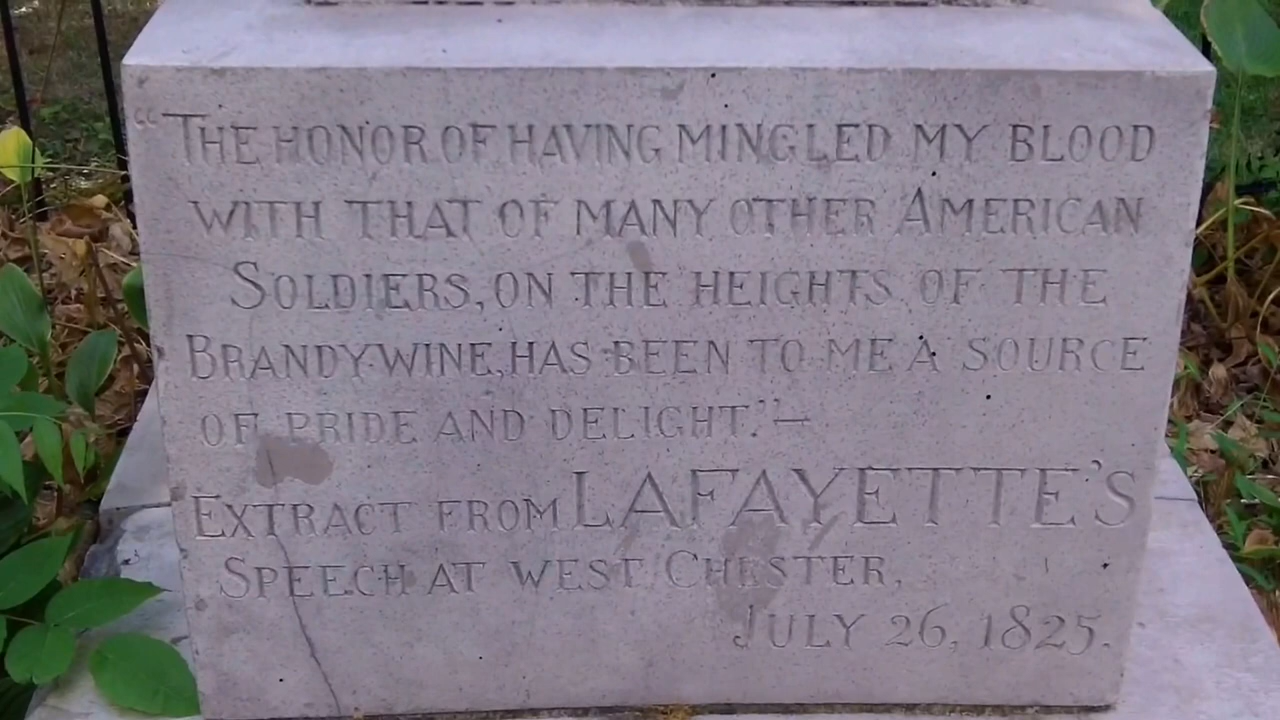 “THE HONOR OF HAVING MINGLED MY BLOOD
WITH THAT OF MANY OTHER AMERICAN
SOLDIERS, ON THE HEIGHTS OF THE
BRANDYWINE, HAS BEEN TO ME A SOURCE
OF PRIDE AND DELIGHT.”—
EXTRACT FROM LAFAYETTE'S
SPEECH AT WEST CHESTER,
JULY 26, 1825.